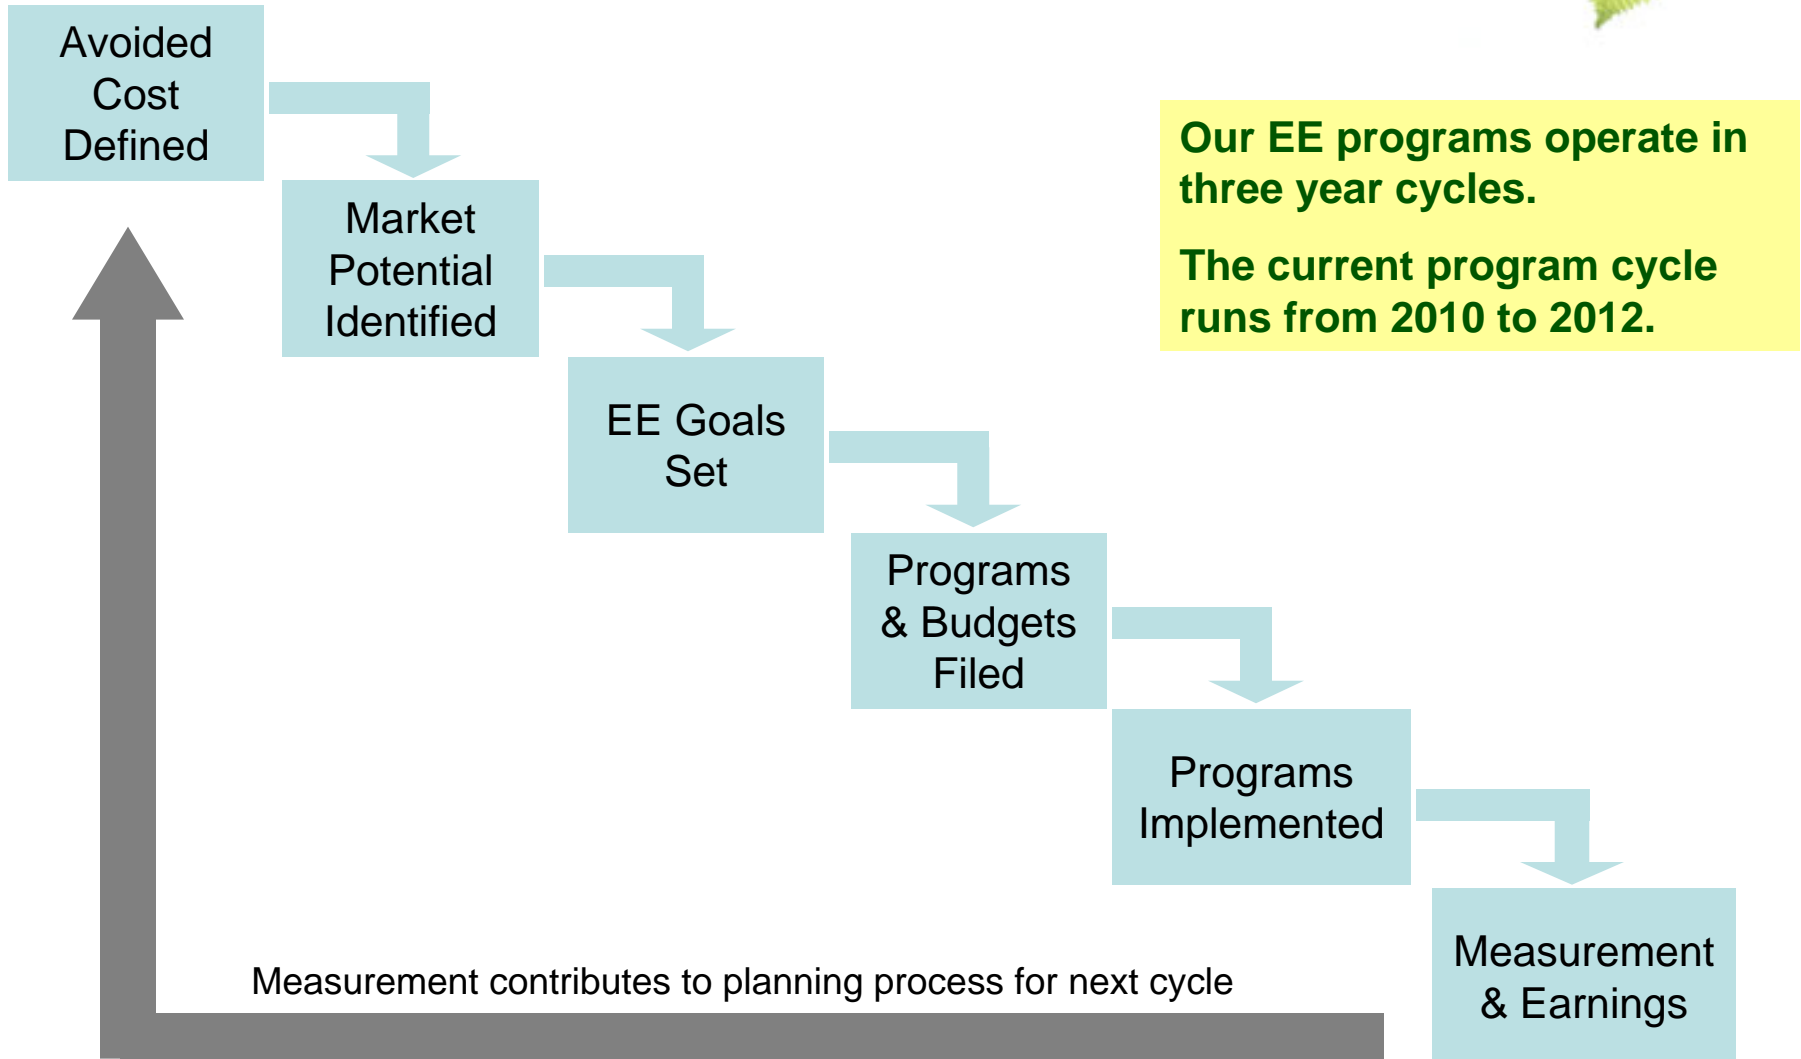 Avoided
Cost
Defined
Market
Potential
Identified
EE Goals
Set
Programs
& Budgets
Filed
Programs
Implemented
Measurement
& Earnings
Measurement contributes to planning process for next cycle
Our EE programs operate in
three year cycles.
The current program cycle
runs from 2010 to 2012.